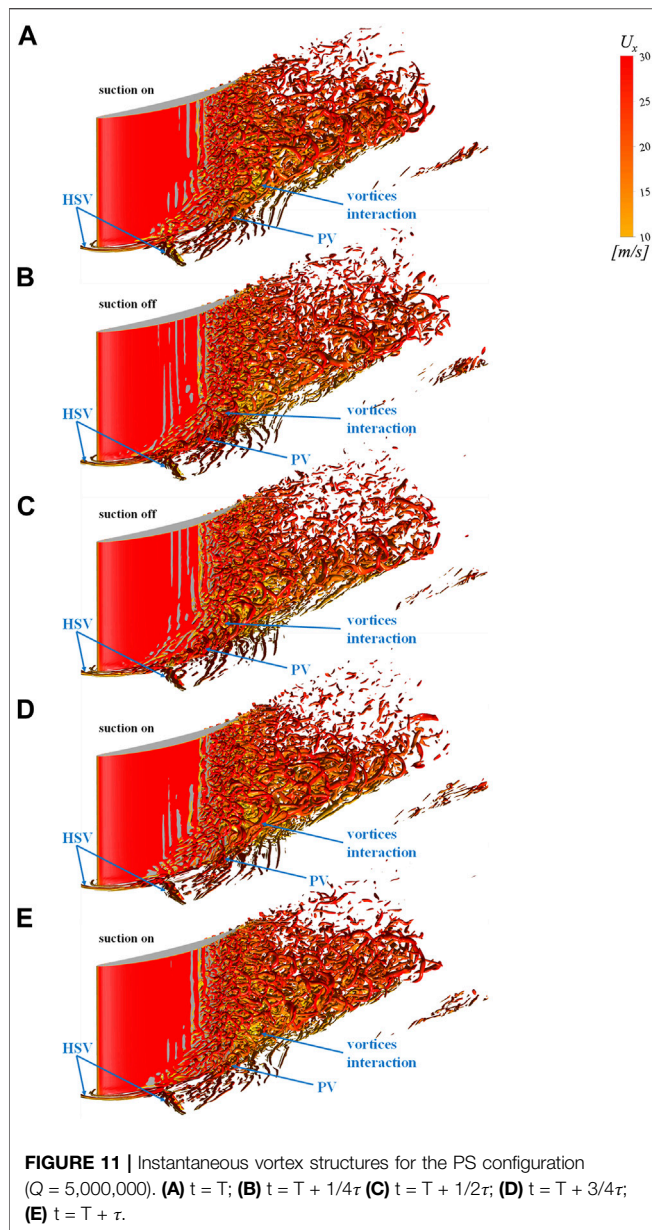 A
suction on
HSV
vortices
interaction
PV
U_x
30
25
20
15
10
[m/s]
B
suction off
HSV
vortices
interaction
PV
C
suction off
HSV
vortices
interaction
PV
D
suction on
HSV
vortices
interaction
PV
E
suction on
HSV
vortices
interaction
PV
FIGURE 11 | Instantaneous vortex structures for the PS configuration
(Q = 5,000,000). (A) t = T; (B) t = T + 1/4τ (C) t = T + 1/2τ; (D) t = T + 3/4τ;
(E) t = T + τ.